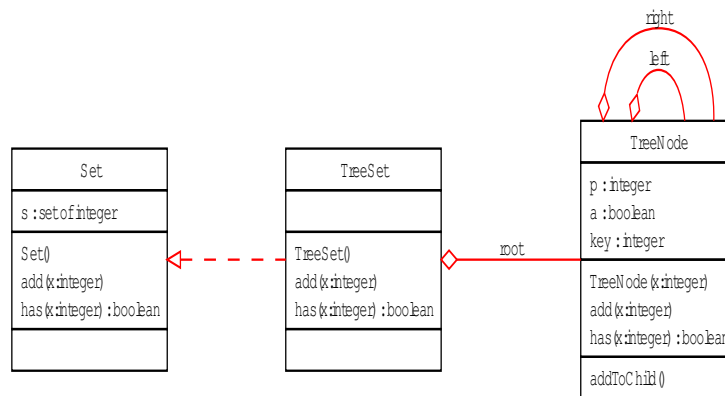 right
left
Set
s : set of integer
Set()
add(x:integer)
has(x:integer) : boolean
TreeSet
TreeSet()
add(x:integer)
has(x:integer) : boolean
root
TreeNode
p : integer
a : boolean
key : integer
TreeNode(x:integer)
add(x:integer)
has(x:integer) : boolean
addToChild()